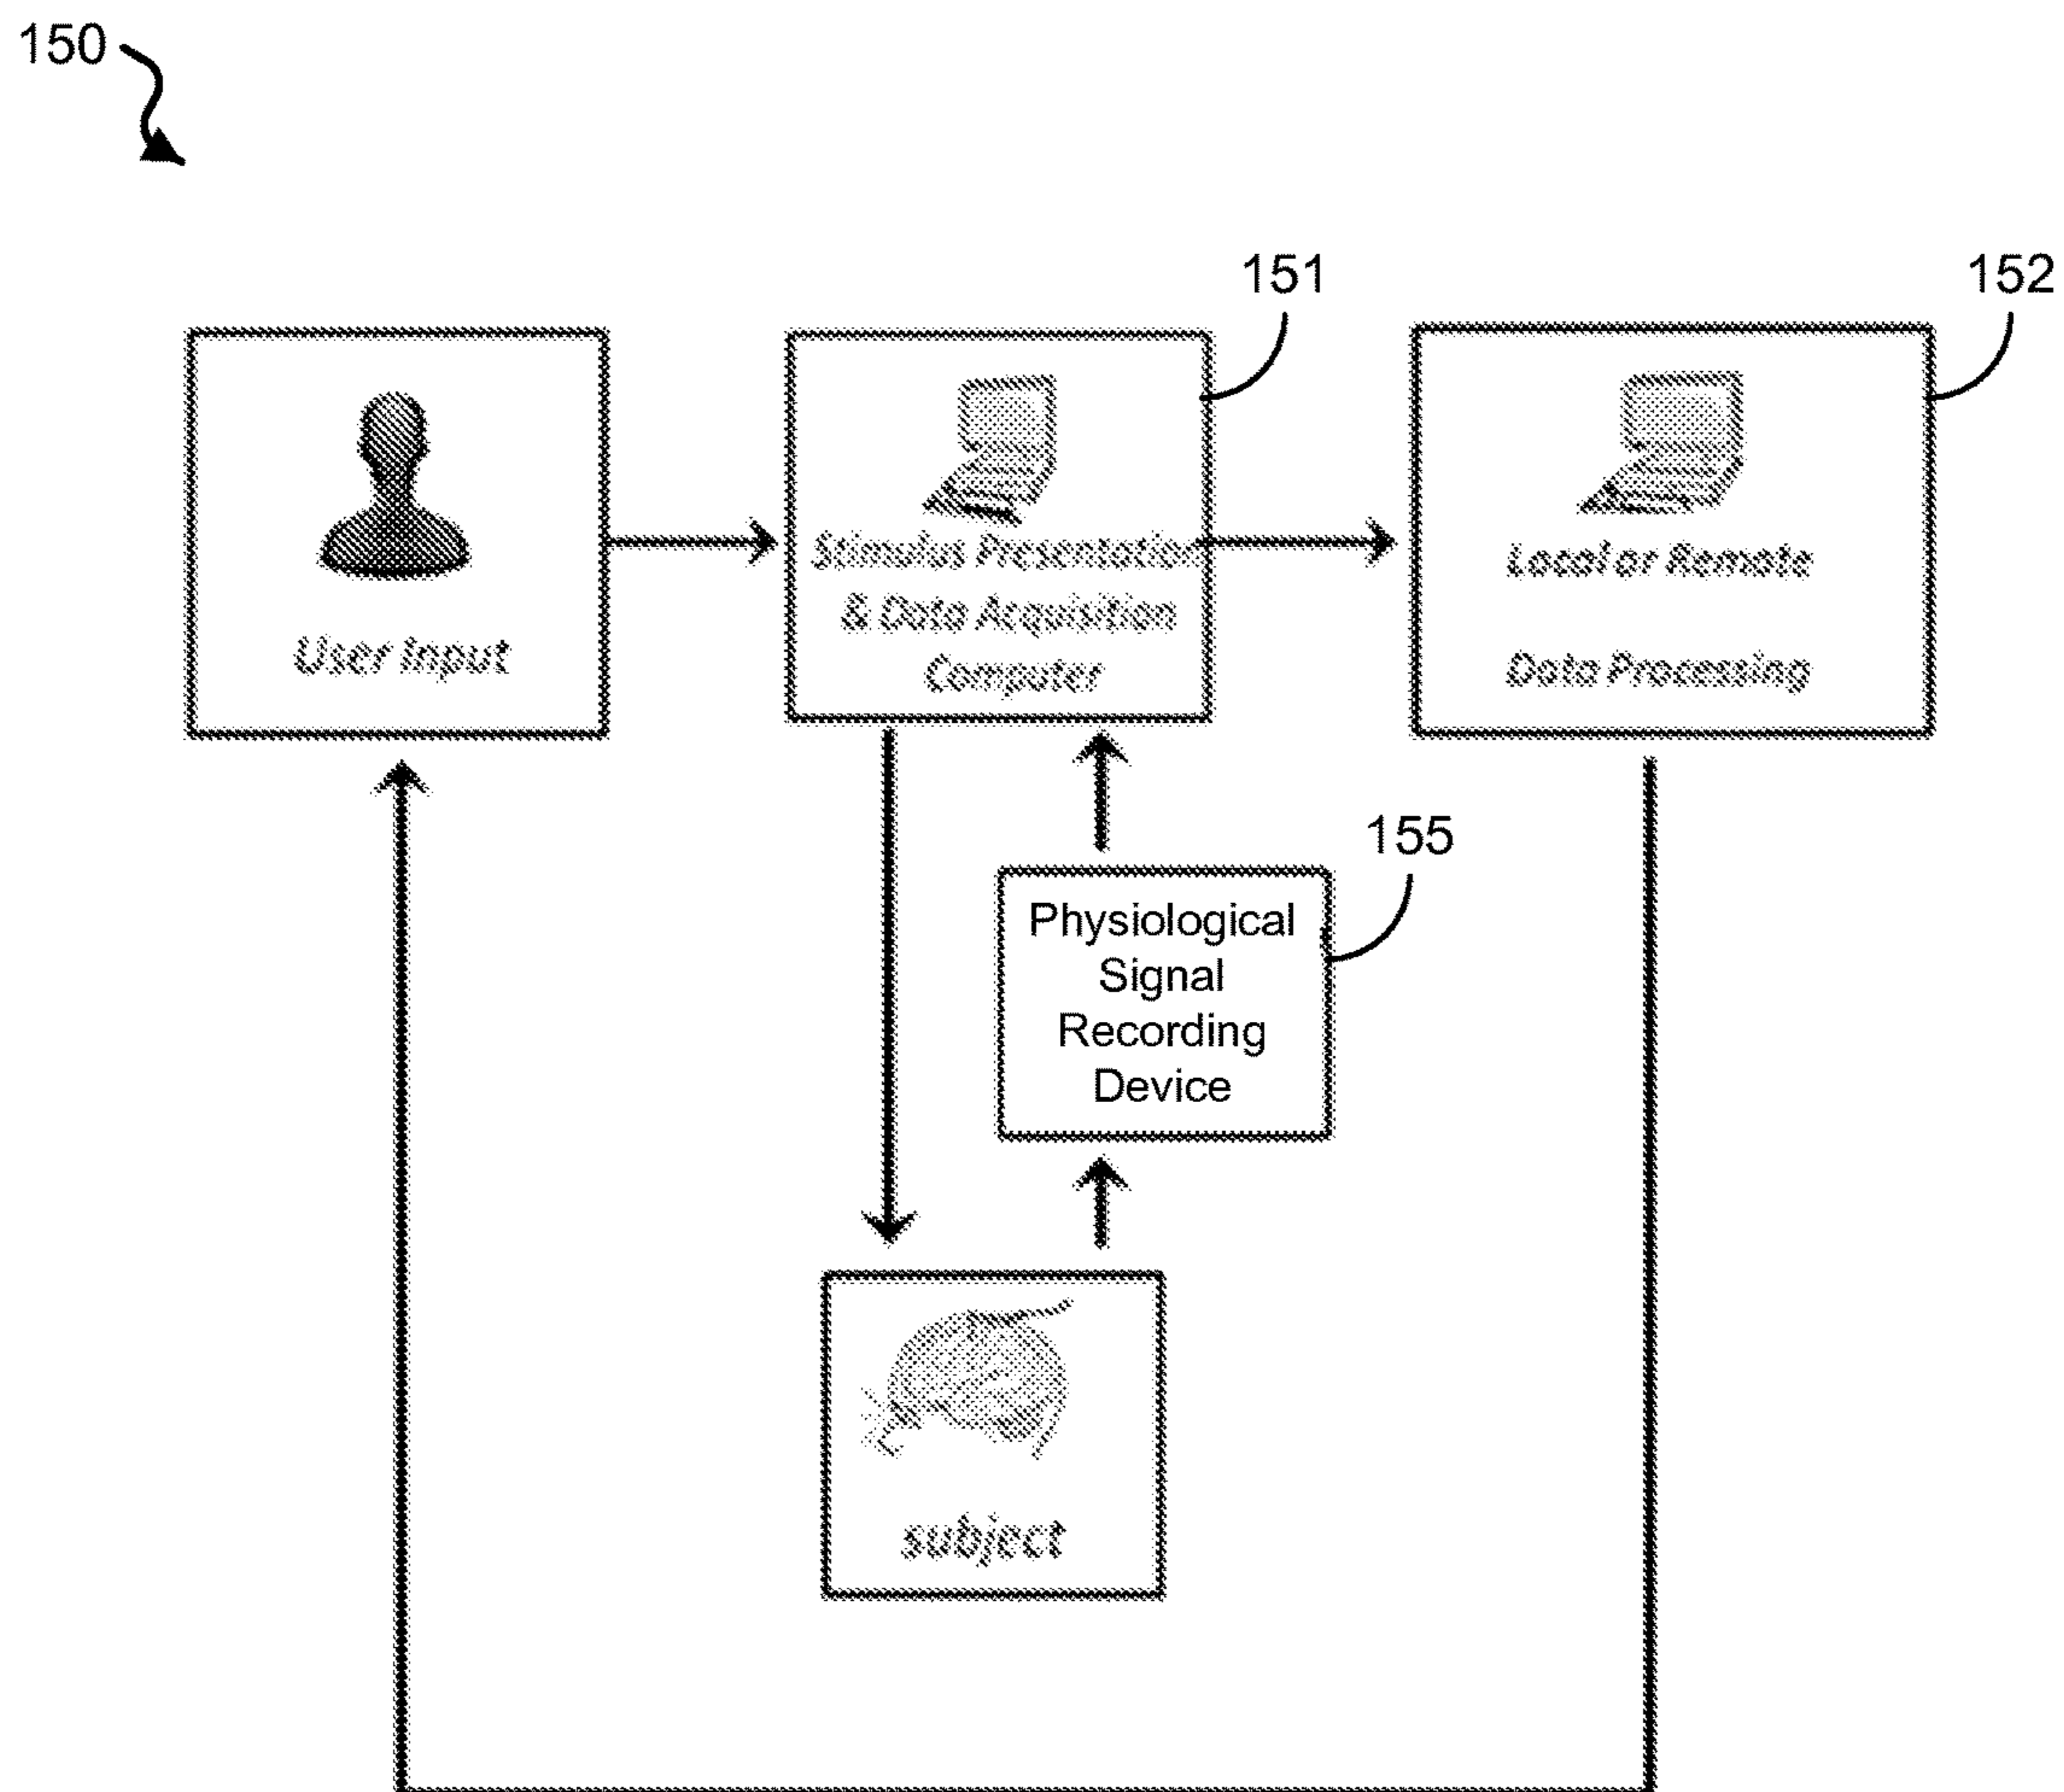 150
151
152
User Input
Stimulus Presentation
& Data Acquisition
Computer
Local or Remote
Data Processing
155
Physiological
Signal
Recording
Device
subject